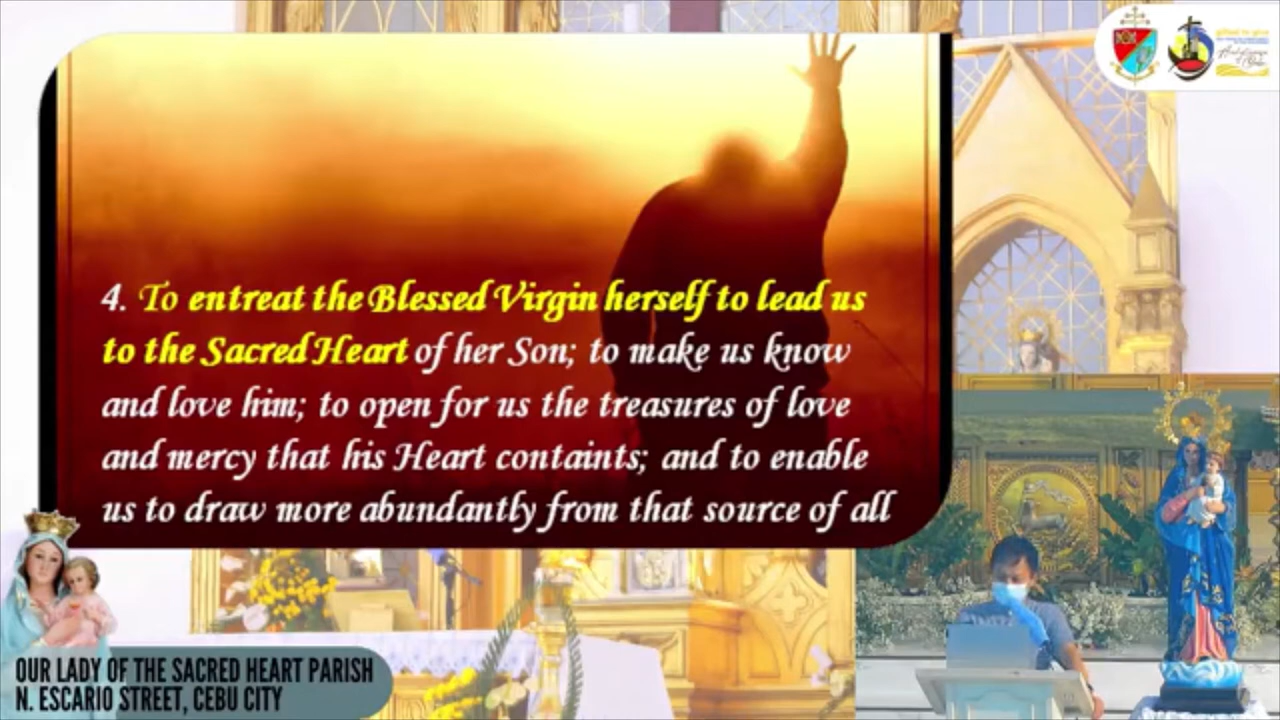 4. To entreat the Blessed Virgin herself to lead us
to the Sacred Heart of her Son; to make us know
and love him; to open for us the treasures of love
and mercy that his Heart containts; and to enable
us to draw more abundantly from that source of all
gifted to give
OUR LADY OF THE SACRED HEART PARISH
N. ESCARIO STREET, CEBU CITY